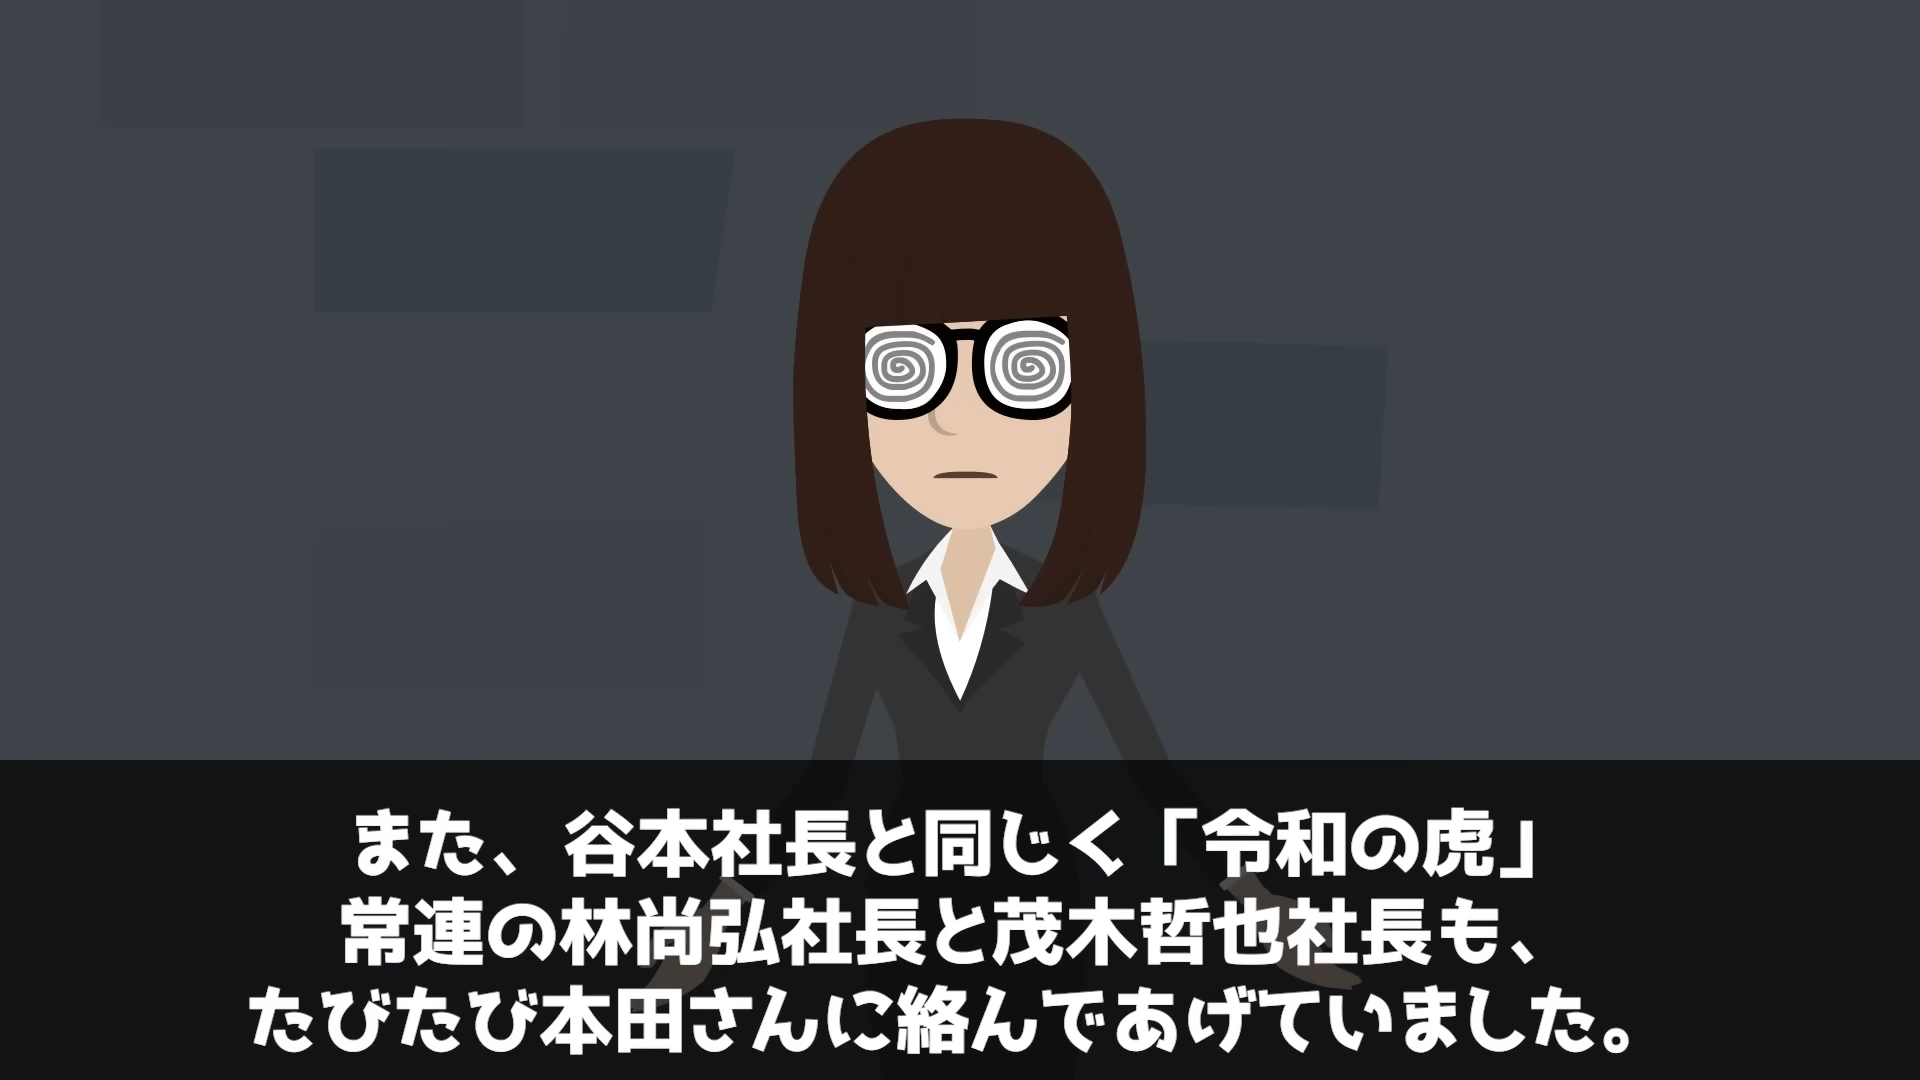 また、谷本社長と同じく「令和の虎」
常連の林尚弘社長と茂木哲也社長も、
たびたび本田さんに絡んであげていました。